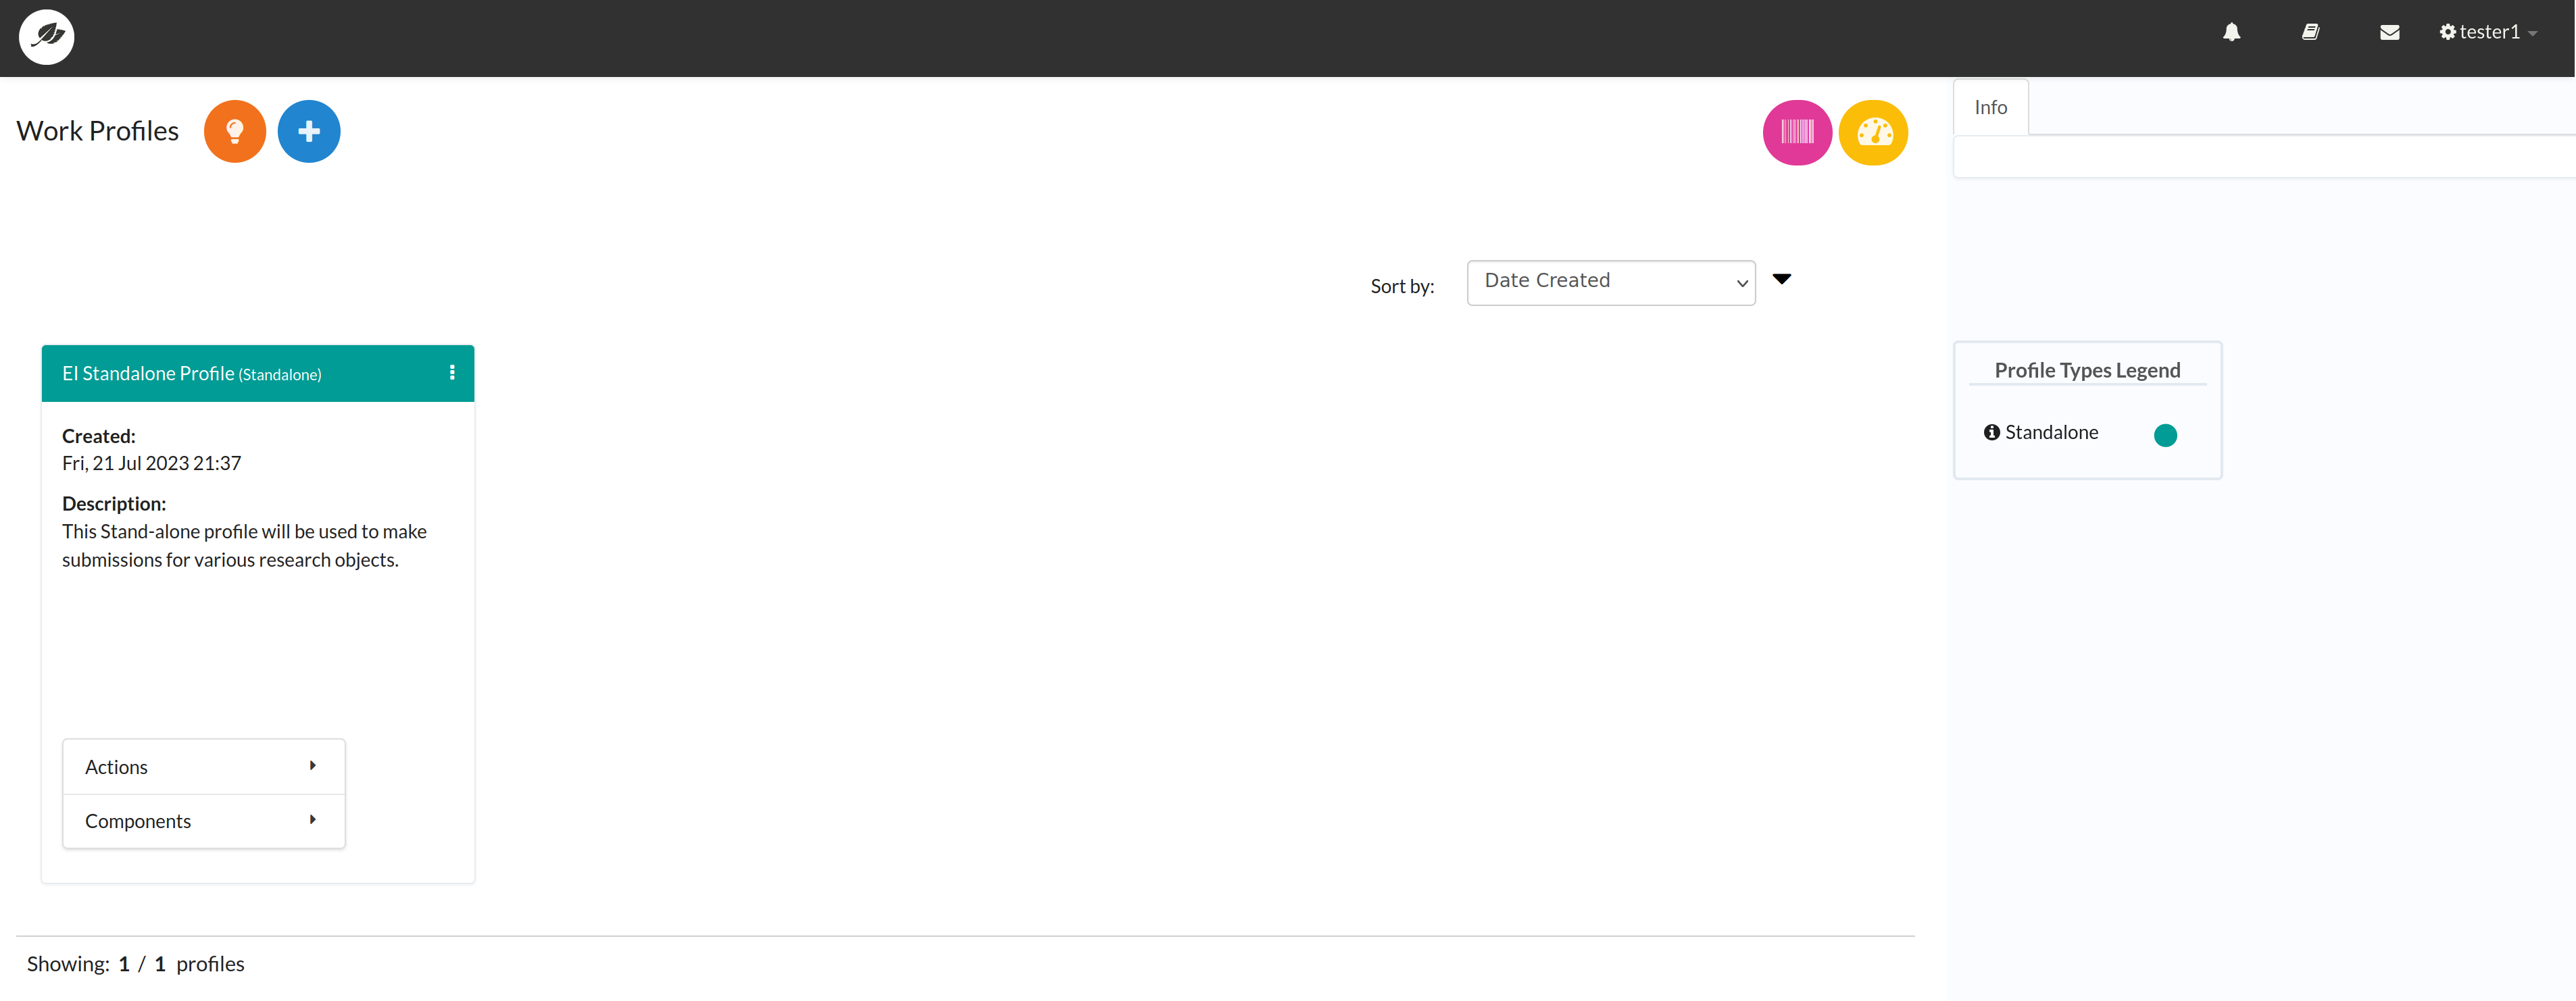 tester1
Work Profiles
Info
Sort by:
Date Created
EI Standalone Profile (Standalone)
Created:
Fri, 21 Jul 2023 21:37
Description:
This Stand-alone profile will be used to make
submissions for various research objects.
Actions
Components
Showing: 1 / 1 profiles
Profile Types Legend
Standalone